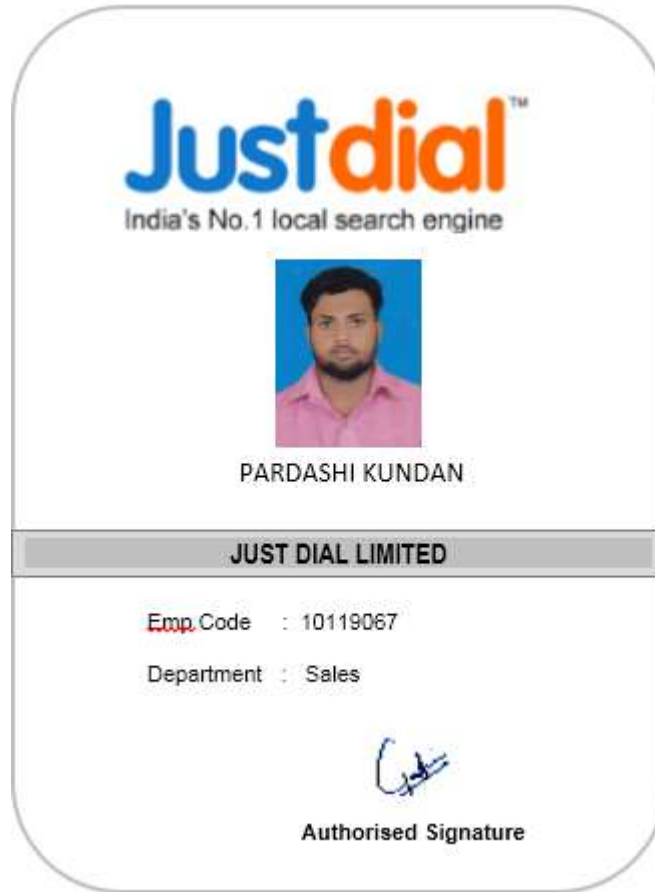 Justdial™
India's No.1 local search engine
PARDASHI KUNDAN
JUST DIAL LIMITED
Emp Code : 10119067
Department : Sales
Authorised Signature